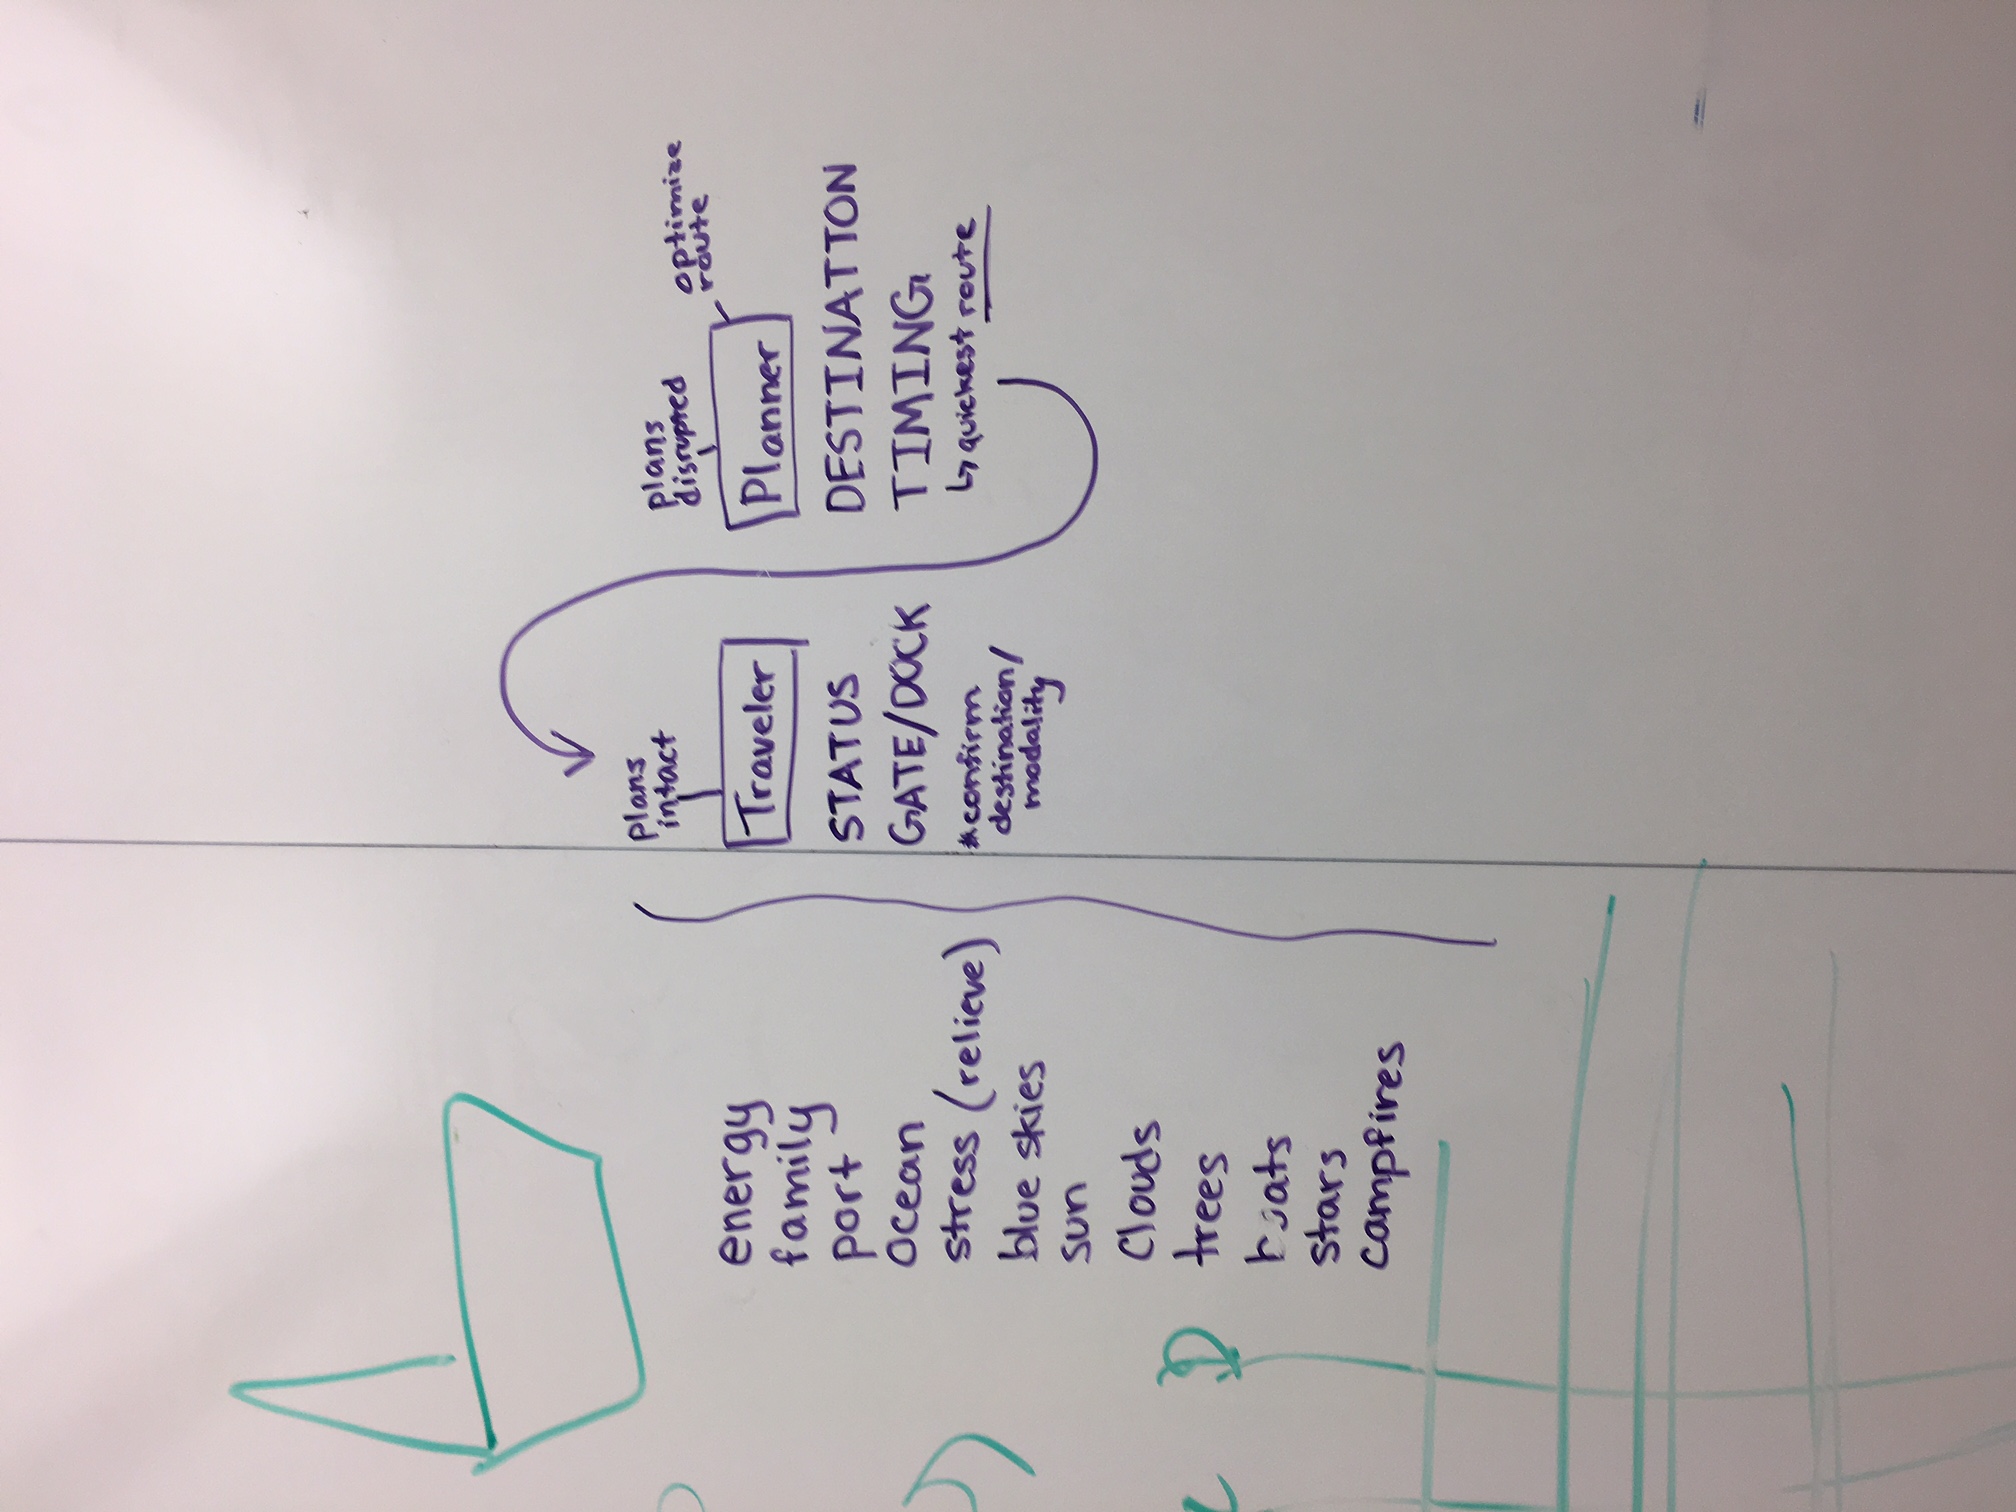 energy
family
port
ocean
stress (relieve)
blue skies
sun
clouds
trees
boats
stars
campfires
plans
intact
Traveler
STATUS
GATE/DOCK
*confirm
destination/
modality
plans
disrupted
optimize
route
Planner
DESTINATION
TIMING
↳ quickest route
D